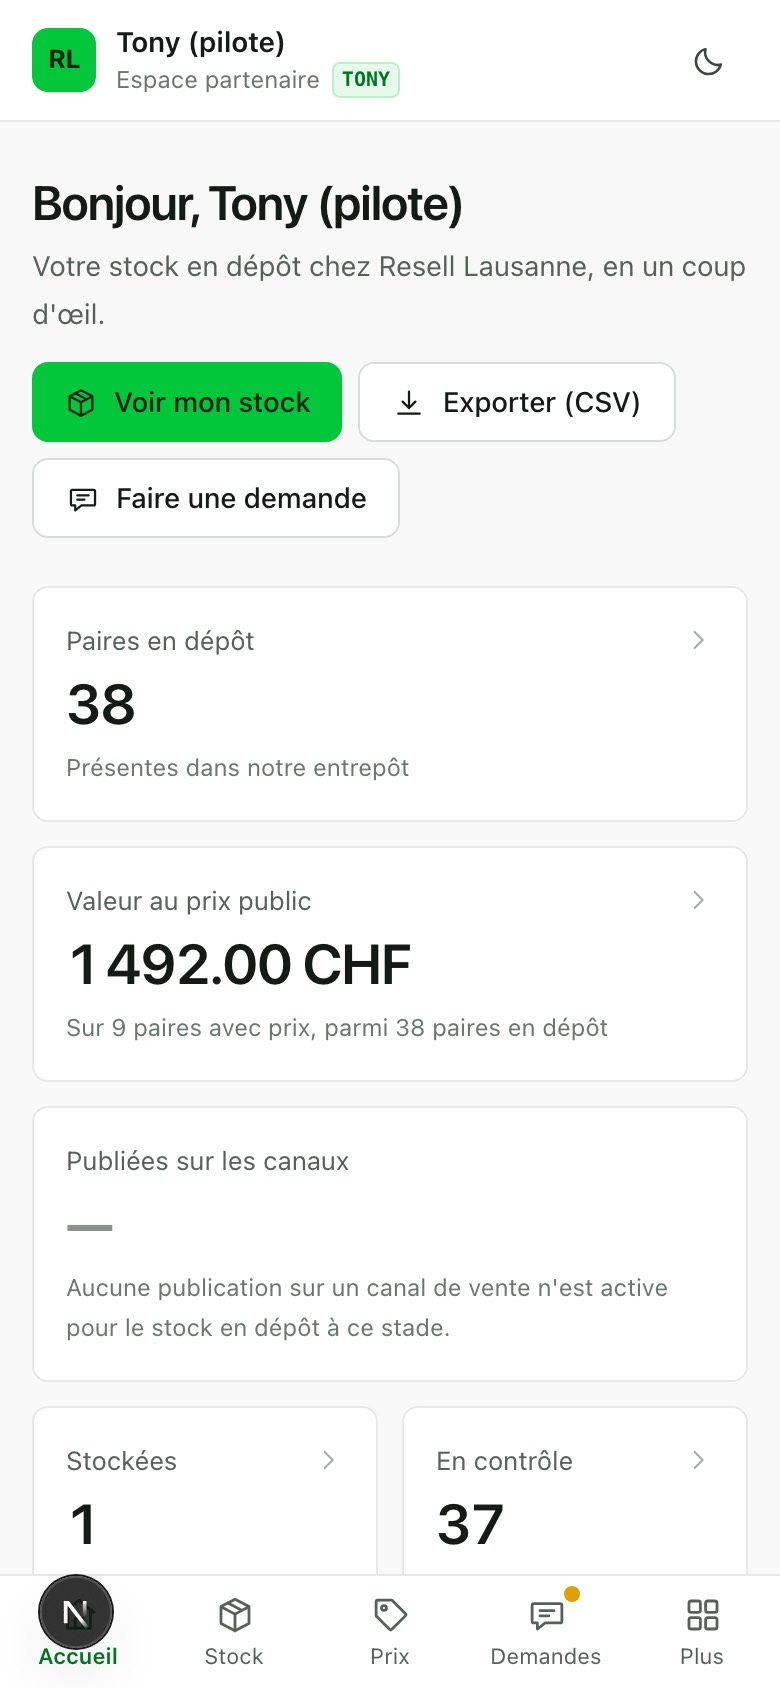 RL
Tony (pilote)
Espace partenaire TONY
Bonjour, Tony (pilote)
Votre stock en dépôt chez Resell Lausanne, en un coup
d'œil.
Voir mon stock
Exporter (CSV)
Faire une demande
Paires en dépôt
38
Présentes dans notre entrepôt
Valeur au prix public
1 492.00 CHF
Sur 9 paires avec prix, parmi 38 paires en dépôt
Publiées sur les canaux
—
Aucune publication sur un canal de vente n'est active
pour le stock en dépôt à ce stade.
Stockées
1
En contrôle
37
N
Accueil
Stock
Prix
Demandes
Plus